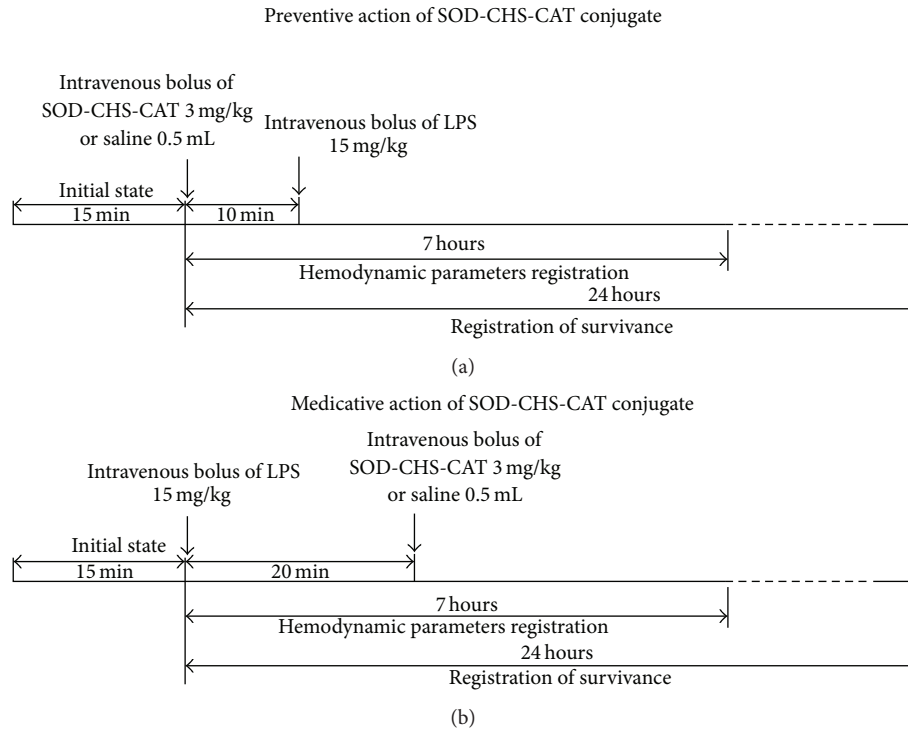 Preventive action of SOD-CHS-CAT conjugate
Intravenous bolus of
SOD-CHS-CAT 3 mg/kg
or saline 0.5 mL
Intravenous bolus of LPS
15 mg/kg
Initial state
15 min
10 min
7 hours
Hemodynamic parameters registration
24 hours
Registration of survivance
(a)
Medicative action of SOD-CHS-CAT conjugate
Intravenous bolus of
SOD-CHS-CAT 3 mg/kg
or saline 0.5 mL
Intravenous bolus of LPS
15 mg/kg
Initial state
15 min
20 min
7 hours
Hemodynamic parameters registration
24 hours
Registration of survivance
(b)